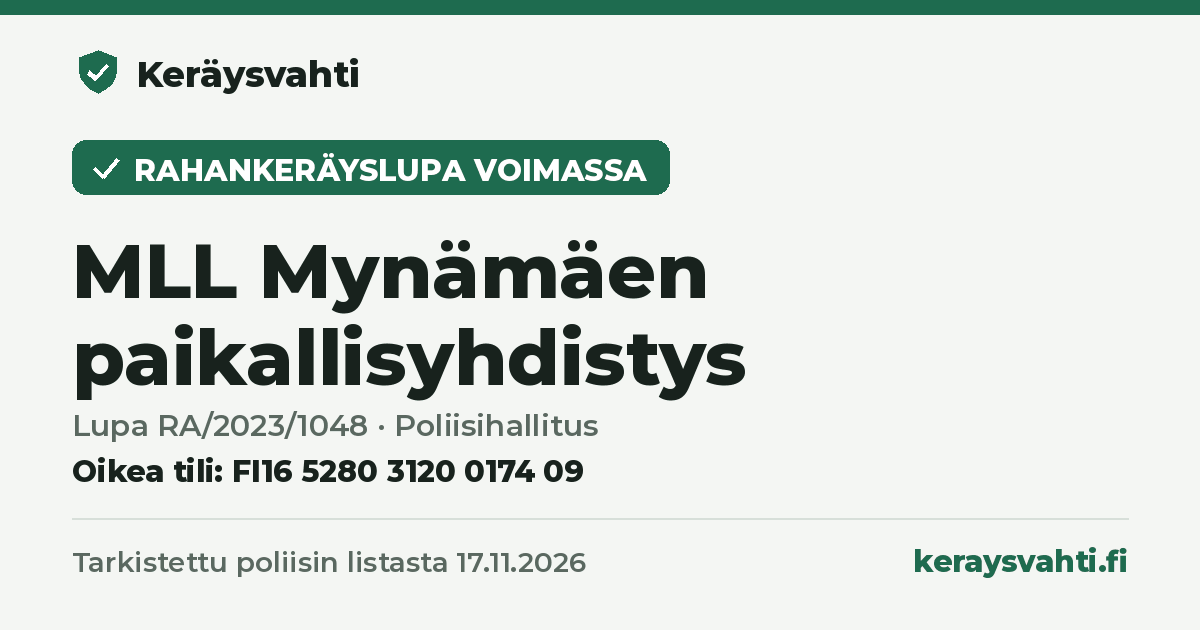 Keräysvahti
RAHANKERÄYSLUPA VOIMASSA
MLL Mynämäen
paikallisyhdistys
Lupa RA/2023/1048 · Poliisihallitus
Oikea tili: FI16 5280 3120 0174 09
Tarkistettu poliisin listasta 17.11.2026
keraysvahti.fi